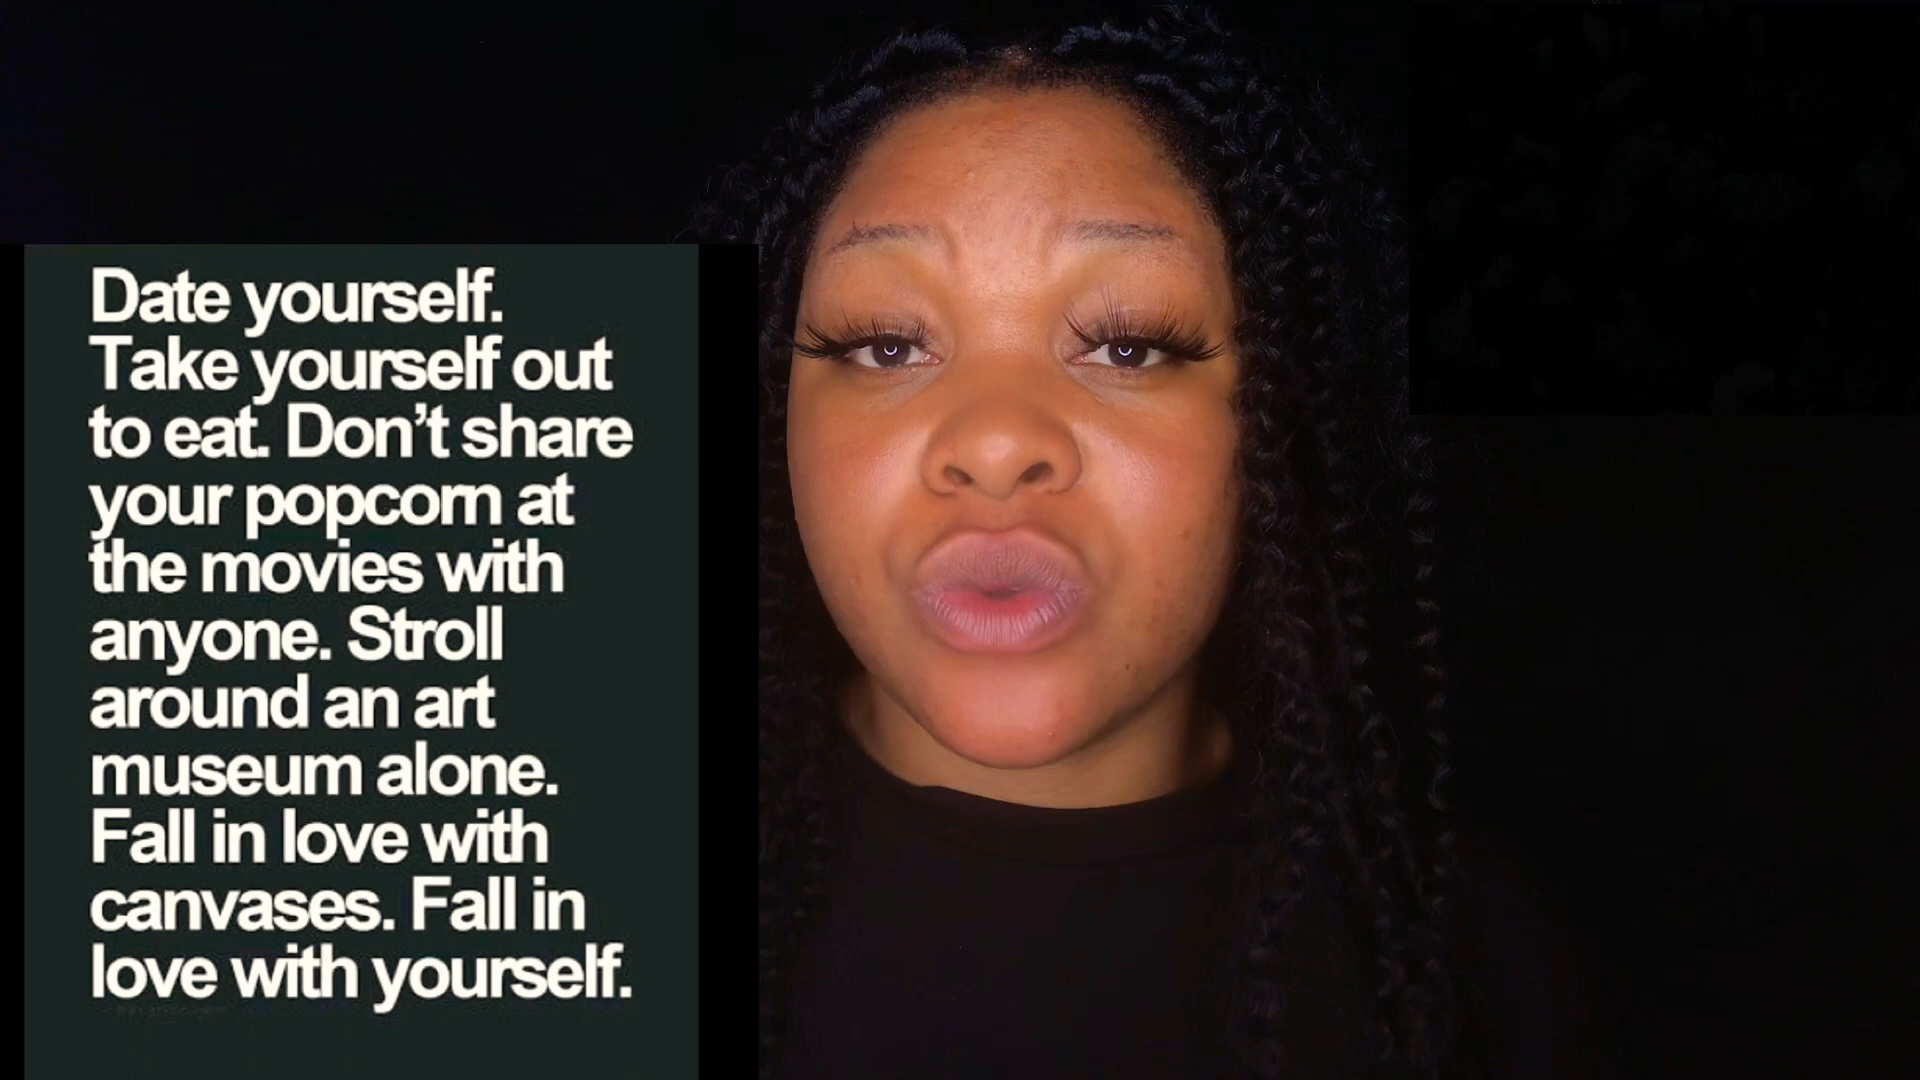 Date yourself.
Take yourself out
to eat. Don't share
your popcorn at
the movies with
anyone. Stroll
around an art
museum alone.
Fall in love with
canvases. Fall in
love with yourself.